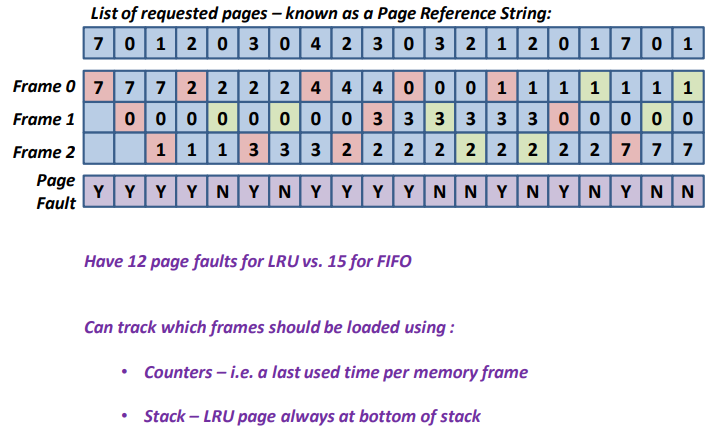 List of requested pages – known as a Page Reference String:
7 0 1 2 0 3 0 4 2 3 0 3 2 1 2 0 1 7 0 1
Frame 0 7 7 7 2 2 2 2 4 4 4 0 0 0 1 1 1 1 1 1 1
Frame 1 0 0 0 0 0 0 0 0 3 3 3 3 3 3 0 0 0 0 0
Frame 2 1 1 1 3 3 3 2 2 2 2 2 2 2 2 2 7 7 7
Page Fault Y Y Y Y N Y N Y Y Y Y N N Y N Y N Y N N
Have 12 page faults for LRU vs. 15 for FIFO
Can track which frames should be loaded using :
• Counters – i.e. a last used time per memory frame
• Stack – LRU page always at bottom of stack